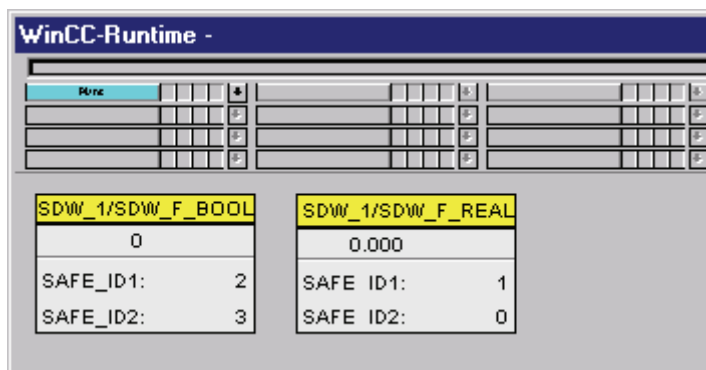 WinCC-Runtime -
SDW_1/SDW_F_BOOL
0
SAFE_ID1: 2
SAFE_ID2: 3
SDW_1/SDW_F_REAL
0.000
SAFE ID1: 1
SAFE ID2: 0